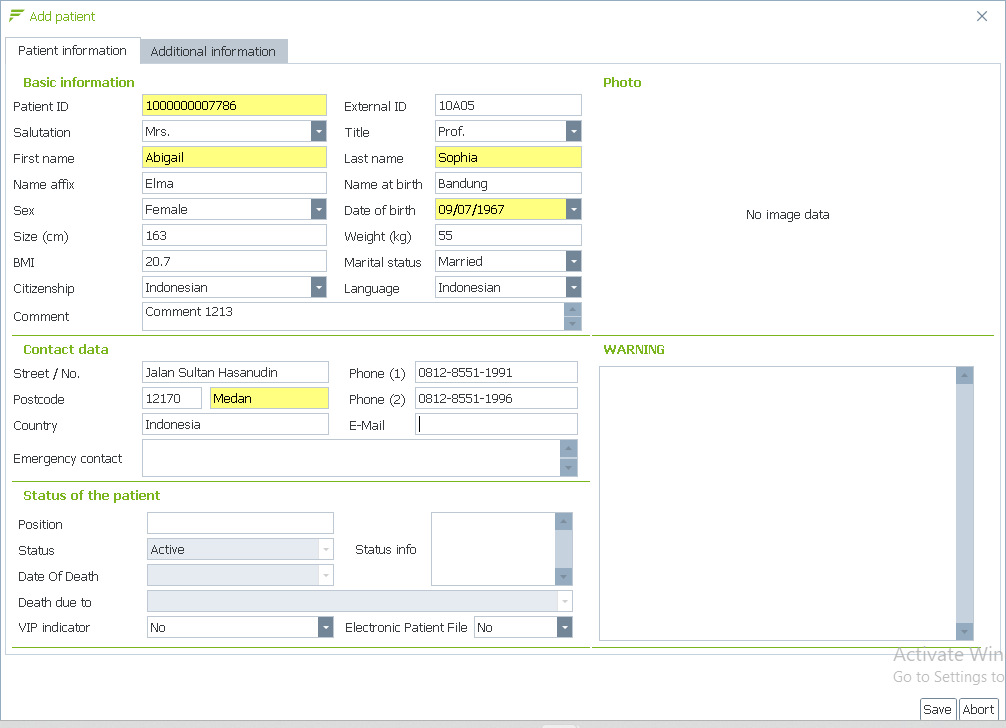 Add patient
Patient information Additional information
Basic information Photo
Patient ID 1000000007786 External ID 10A05
Salutation Mrs. Title Prof.
First name Abigail Last name Sophia
Name affix Elma Name at birth Bandung
Sex Female Date of birth 09/07/1967
No image data
Size (cm) 163 Weight (kg) 55
BMI 20.7 Marital status Married
Citizenship Indonesian Language Indonesian
Comment Comment 1213
Contact data WARNING
Street / No. Jalan Sultan Hasanudin Phone (1) 0812-8551-1991
Postcode 12170 Medan Phone (2) 0812-8551-1996
Country Indonesia E-Mail
Emergency contact
Status of the patient
Position
Status Active Status info
Date Of Death
Death due to
VIP indicator No Electronic Patient File No
Activate Win
Go to Settings to
Save Abort